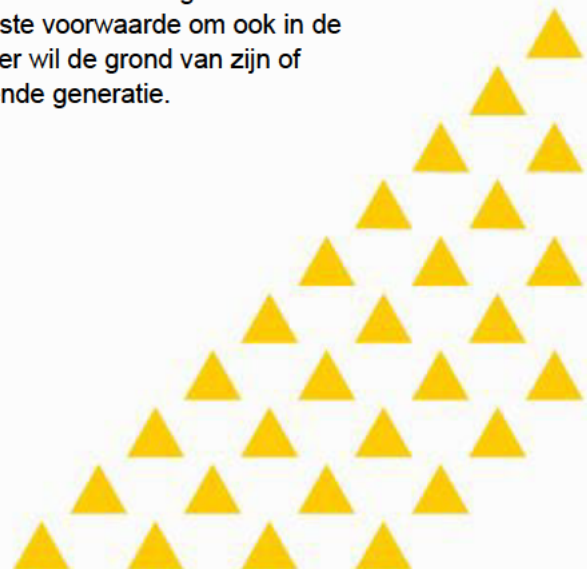 ste voorwaarde om ook in de
er wil de grond van zijn of
nde generatie.